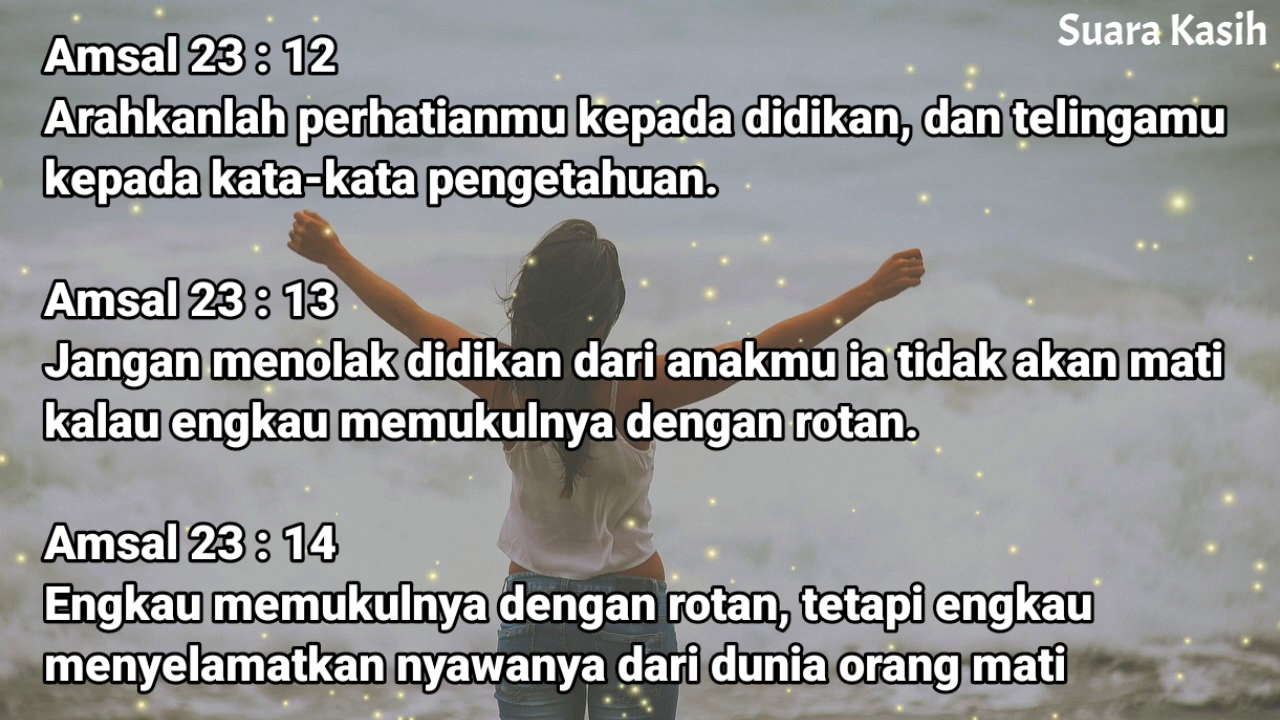 Suara Kasih
Amsal 23 : 12
Arahkanlah perhatianmu kepada didikan, dan telingamu
kepada kata-kata pengetahuan.
Amsal 23 : 13
Jangan menolak didikan dari anakmu ia tidak akan mati
kalau engkau memukulnya dengan rotan.
Amsal 23 : 14
Engkau memukulnya dengan rotan, tetapi engkau
menyelamatkan nyawanya dari dunia orang mati